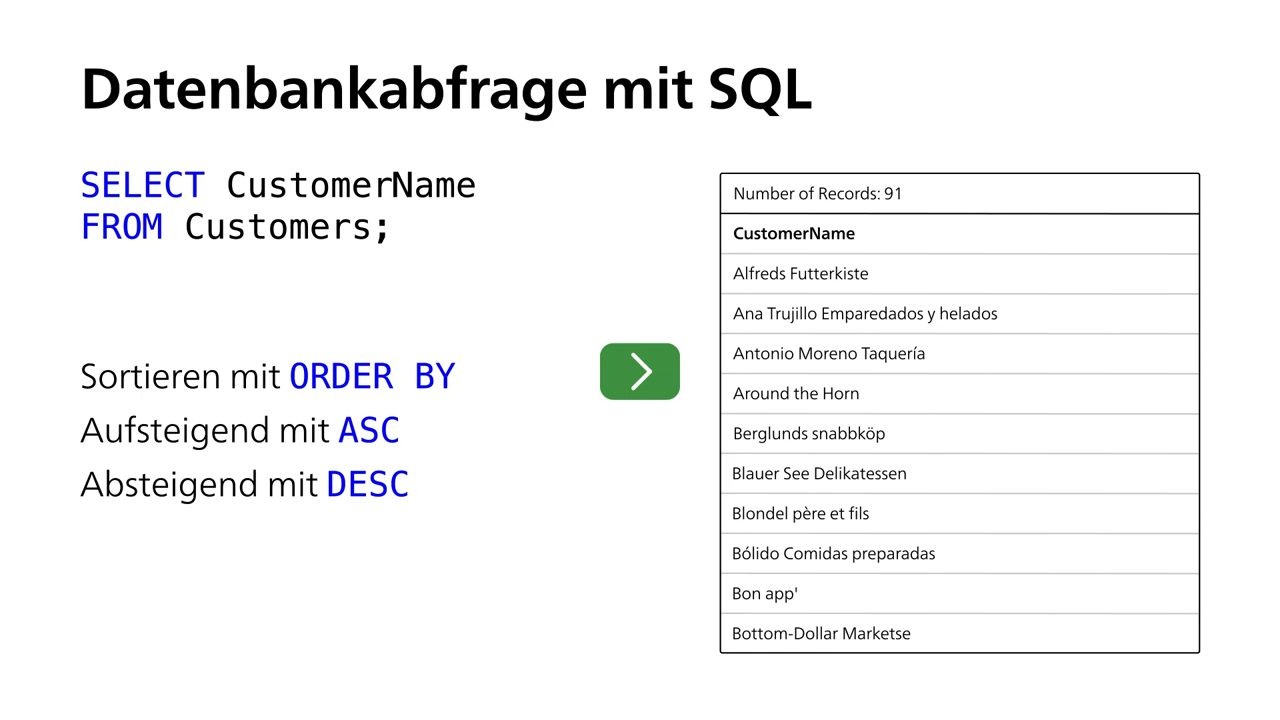 Datenbankabfrage mit SQL
SELECT CustomerName
FROM Customers;
Sortieren mit ORDER BY
Aufsteigend mit ASC
Absteigend mit DESC
Number of Records: 91
CustomerName
Alfreds Futterkiste
Ana Trujillo Emparedados y helados
Antonio Moreno Taquería
Around the Horn
Berglunds snabbköp
Blauer See Delikatessen
Blondel père et fils
Bólido Comidas preparadas
Bon app'
Bottom-Dollar Marketse